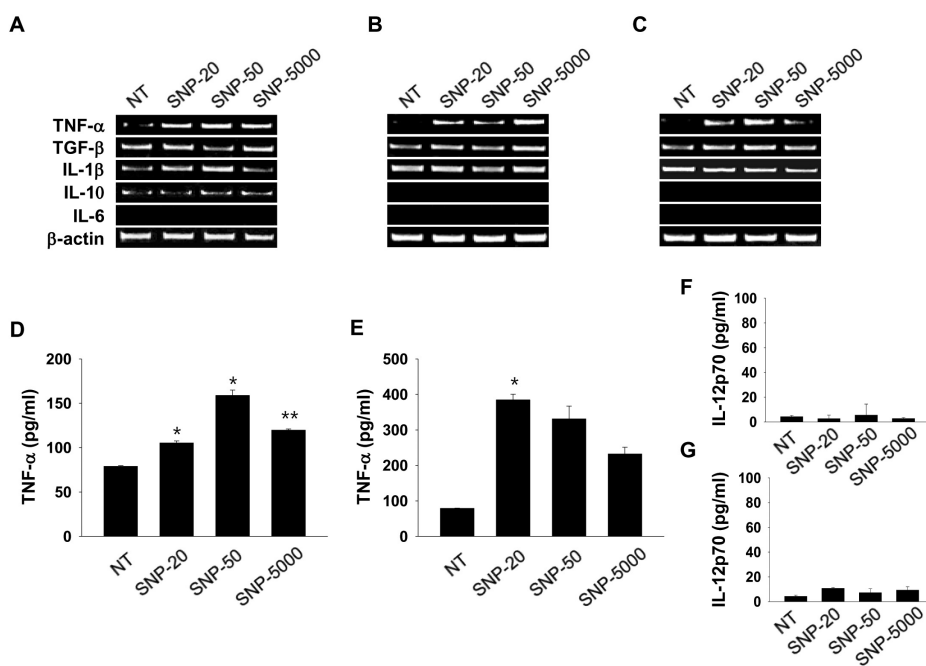 A
NT SNP-20 SNP-50 SNP-5000
TNF-α
TGF-β
IL-1β
IL-10
IL-6
β-actin
B
NT SNP-20 SNP-50 SNP-5000
C
NT SNP-20 SNP-50 SNP-5000
D
TNF-α (pg/ml)
200
150
100
50
0
* * **
NT SNP-20 SNP-50 SNP-5000
E
TNF-α (pg/ml)
500
400
300
200
100
0
*
NT SNP-20 SNP-50 SNP-5000
F
IL-12p70 (pg/ml)
100
80
60
40
20
0
NT SNP-20 SNP-50 SNP-5000
G
IL-12p70 (pg/ml)
100
80
60
40
20
0
NT SNP-20 SNP-50 SNP-5000